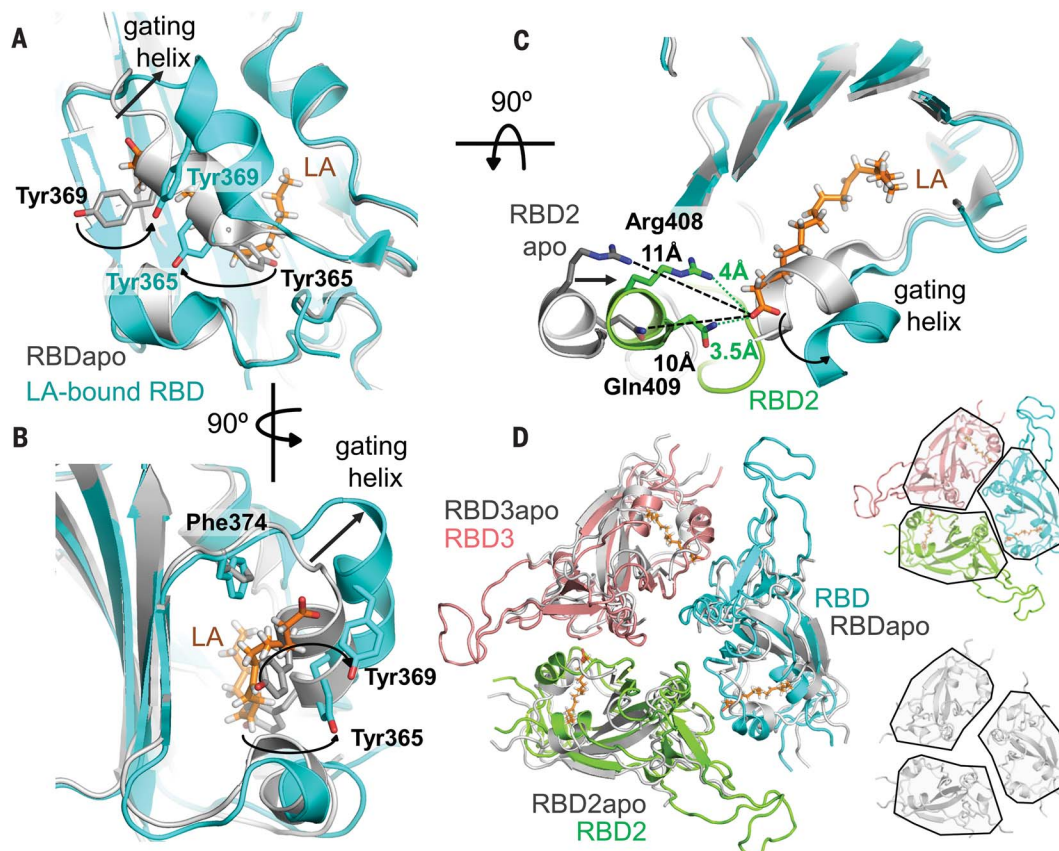 A
gating
helix
Tyr369
Tyr369
LA
Tyr365
Tyr365
RBDapo
LA-bound RBD
90º
B
gating
helix
Phe374
LA
Tyr369
Tyr365
C
90º
LA
RBD2
apo
Arg408
11Å
4Å
gating
helix
10Å
3.5Å
Gln409
RBD2
D
RBD3apo
RBD3
RBD
RBDapo
RBD2apo
RBD2